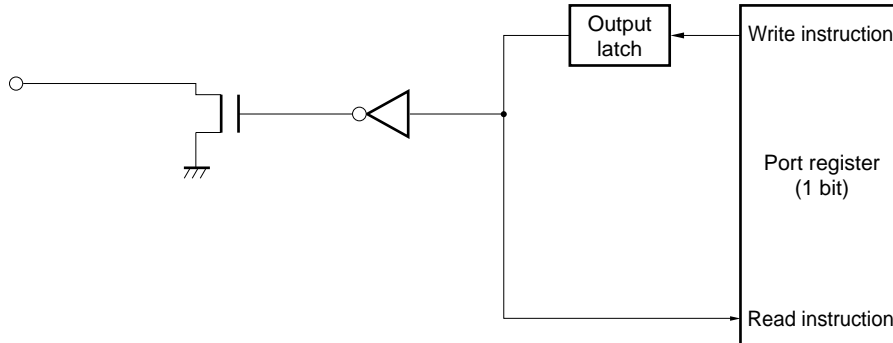 Output
latch
Write instruction
Port register
(1 bit)
Read instruction